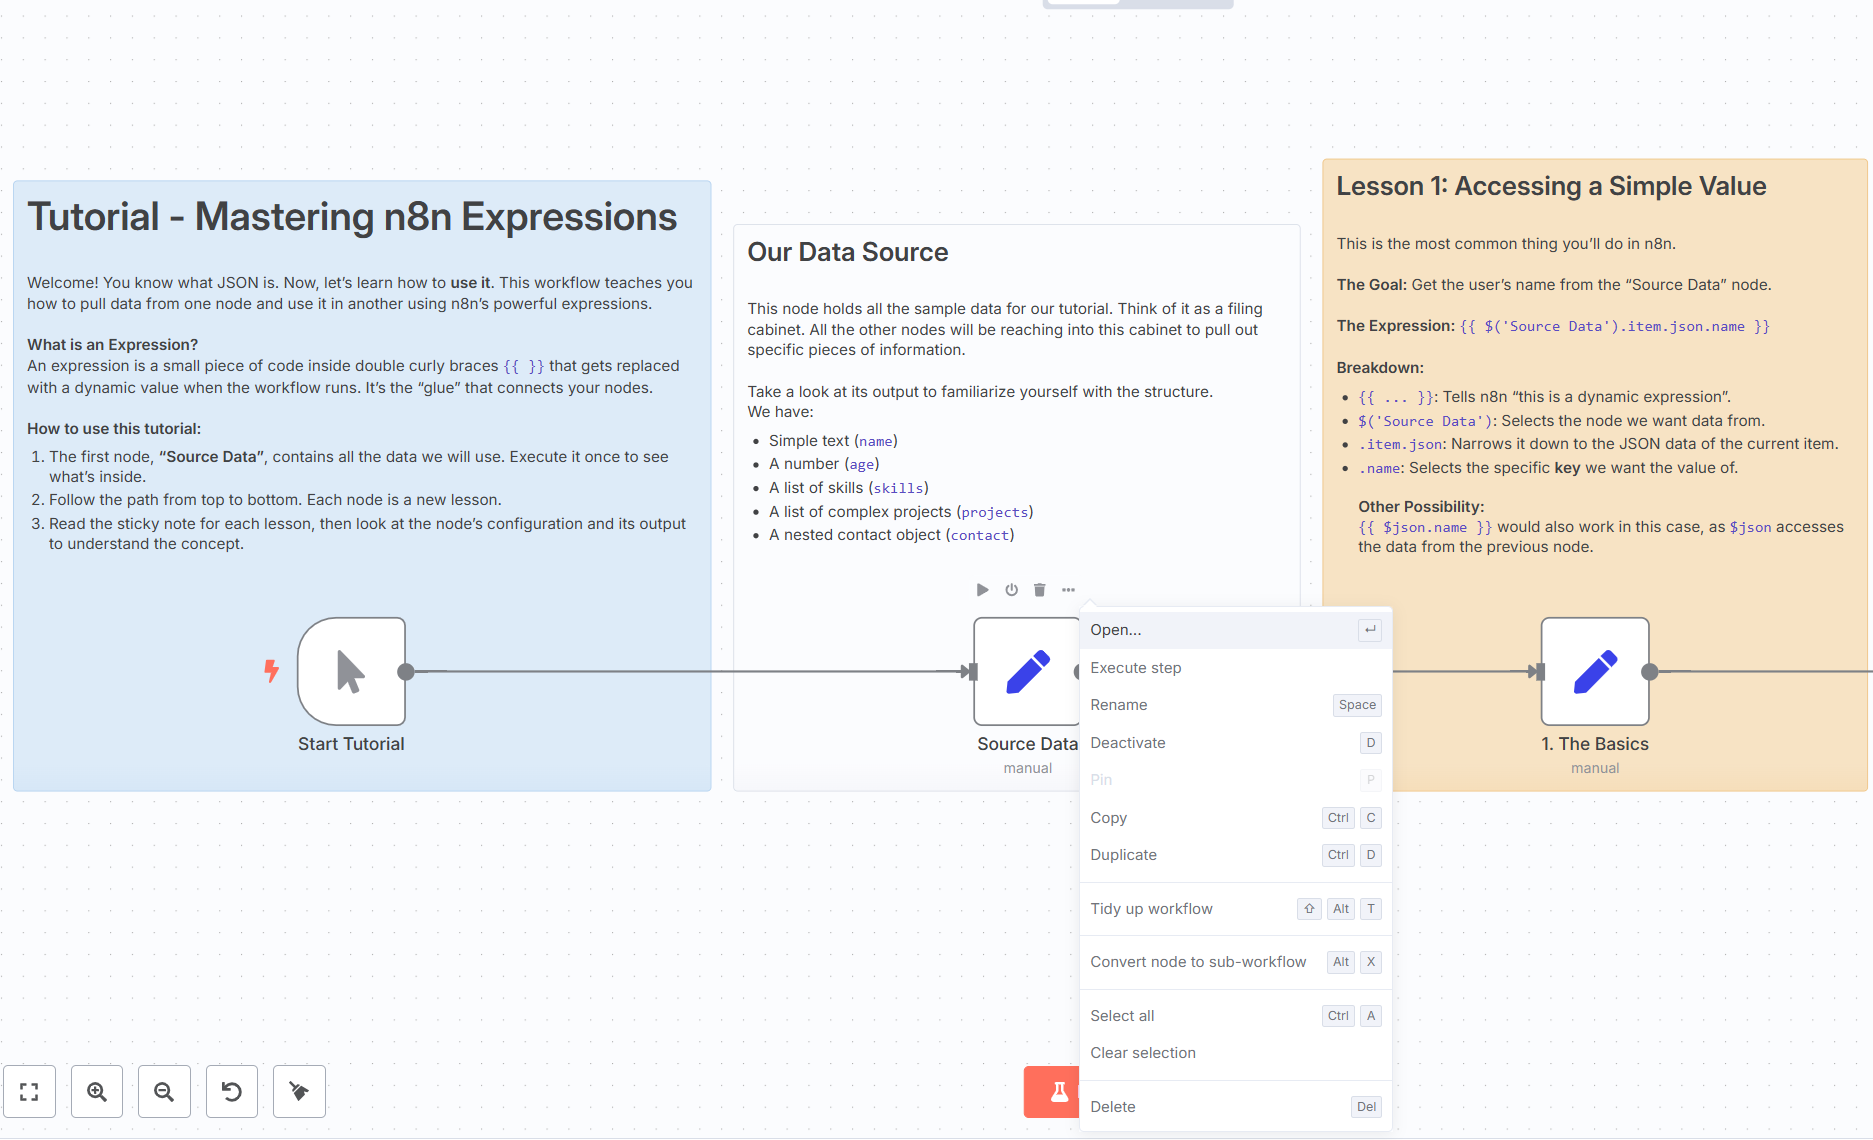 Tutorial - Mastering n8n Expressions
Welcome! You know what JSON is. Now, let's learn how to use it. This workflow teaches you
how to pull data from one node and use it in another using n8n's powerful expressions.
What is an Expression?
An expression is a small piece of code inside double curly braces {{ }} that gets replaced
with a dynamic value when the workflow runs. It's the “glue” that connects your nodes.
How to use this tutorial:
1. The first node, “Source Data”, contains all the data we will use. Execute it once to see
what's inside.
2. Follow the path from top to bottom. Each node is a new lesson.
3. Read the sticky note for each lesson, then look at the node's configuration and its output
to understand the concept.
Start Tutorial
Our Data Source
This node holds all the sample data for our tutorial. Think of it as a filing
cabinet. All the other nodes will be reaching into this cabinet to pull out
specific pieces of information.
Take a look at its output to familiarize yourself with the structure.
We have:
• Simple text (name)
• A number (age)
• A list of skills (skills)
• A list of complex projects (projects)
• A nested contact object (contact)
Source Data
manual
Open... ↵
Execute step
Rename Space
Deactivate D
Pin P
Copy Ctrl C
Duplicate Ctrl D
Tidy up workflow ⇧ Alt T
Convert node to sub-workflow Alt X
Select all Ctrl A
Clear selection
Delete Del
Lesson 1: Accessing a Simple Value
This is the most common thing you'll do in n8n.
The Goal: Get the user's name from the “Source Data” node.
The Expression: {{ $('Source Data').item.json.name }}
Breakdown:
• {{ ... }}: Tells n8n “this is a dynamic expression”.
• $('Source Data'): Selects the node we want data from.
• .item.json: Narrows it down to the JSON data of the current item.
• .name: Selects the specific key we want the value of.
Other Possibility:
{{ $json.name }} would also work in this case, as $json accesses
the data from the previous node.
1. The Basics
manual